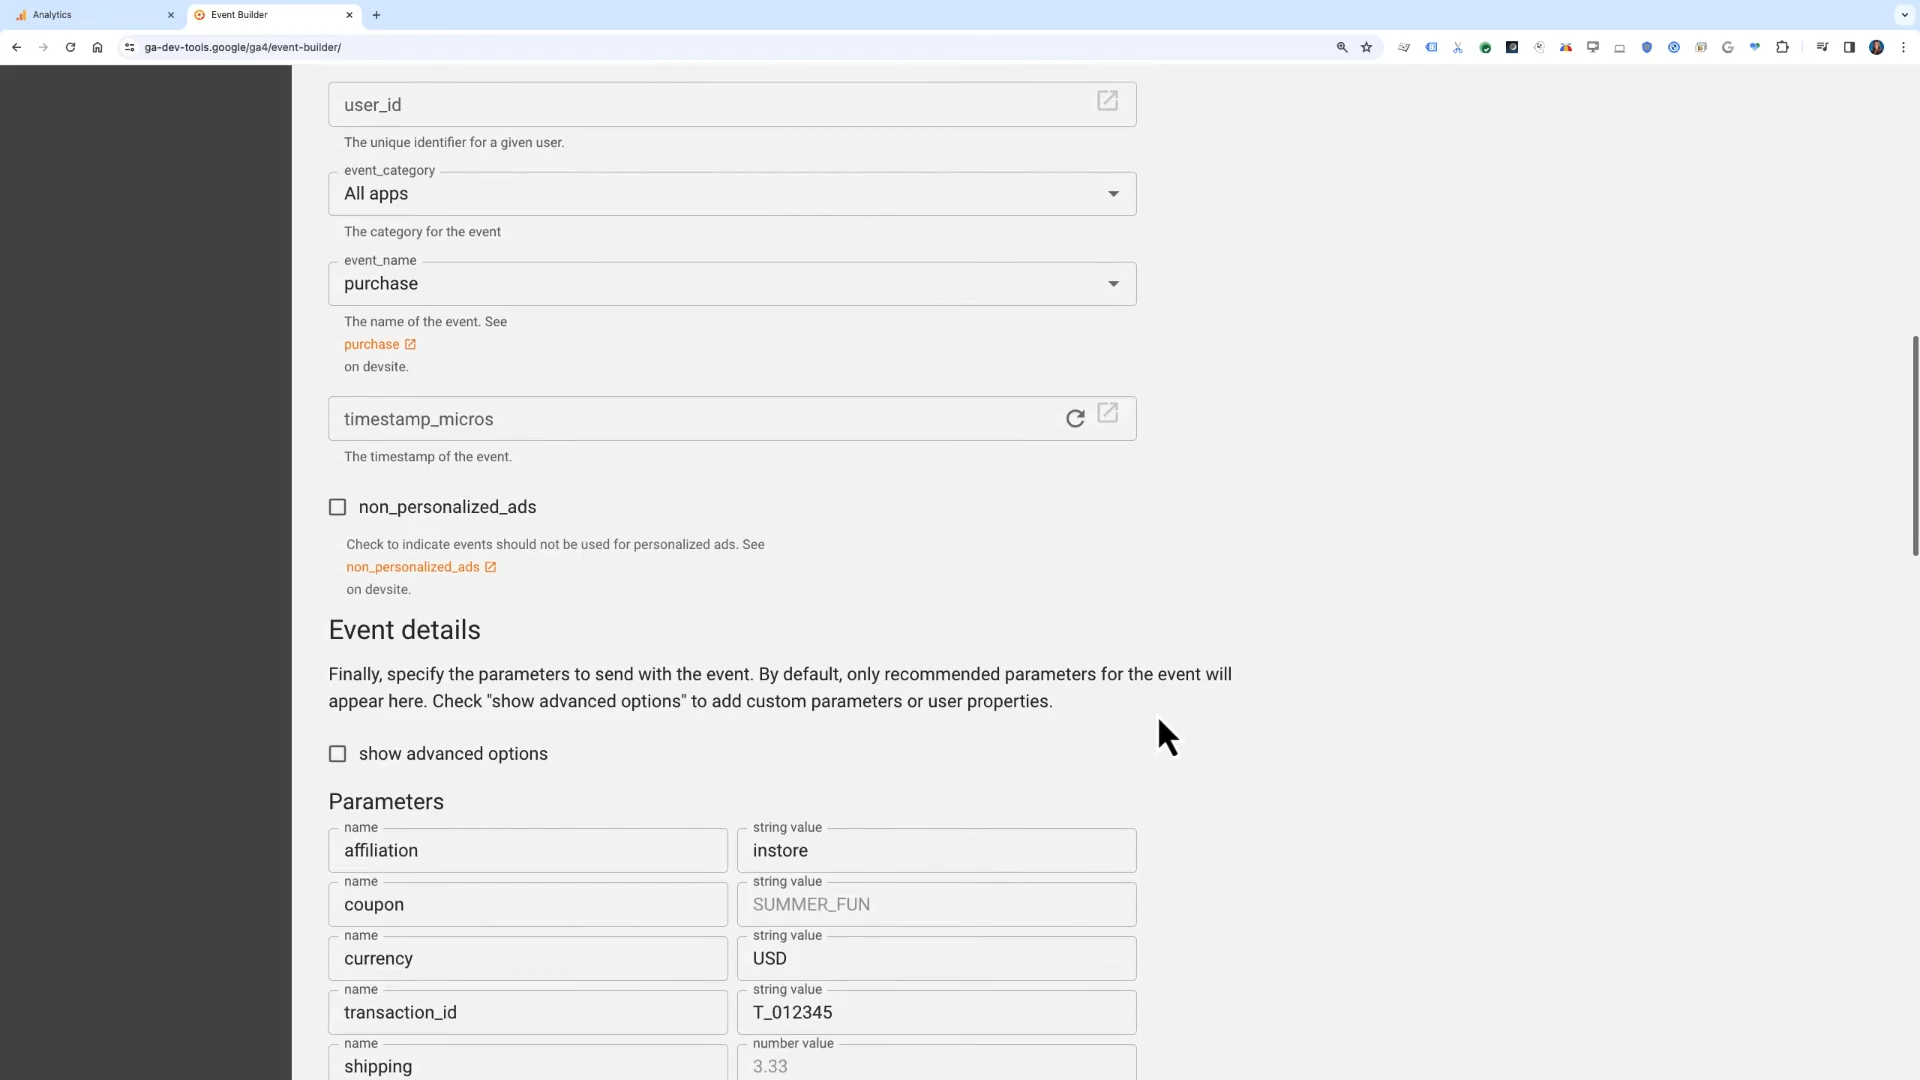 Analytics
Event Builder
ga-dev-tools.google/ga4/event-builder/
user_id
The unique identifier for a given user.
event_category
All apps
The category for the event
event_name
purchase
The name of the event. See
purchase
on devsite.
timestamp_micros
The timestamp of the event.
non_personalized_ads
Check to indicate events should not be used for personalized ads. See
non_personalized_ads
on devsite.
Event details
Finally, specify the parameters to send with the event. By default, only recommended parameters for the event will
appear here. Check "show advanced options" to add custom parameters or user properties.
show advanced options
Parameters
name string value
affiliation instore
name string value
coupon SUMMER_FUN
name string value
currency USD
name string value
transaction_id T_012345
name number value
shipping 3.33